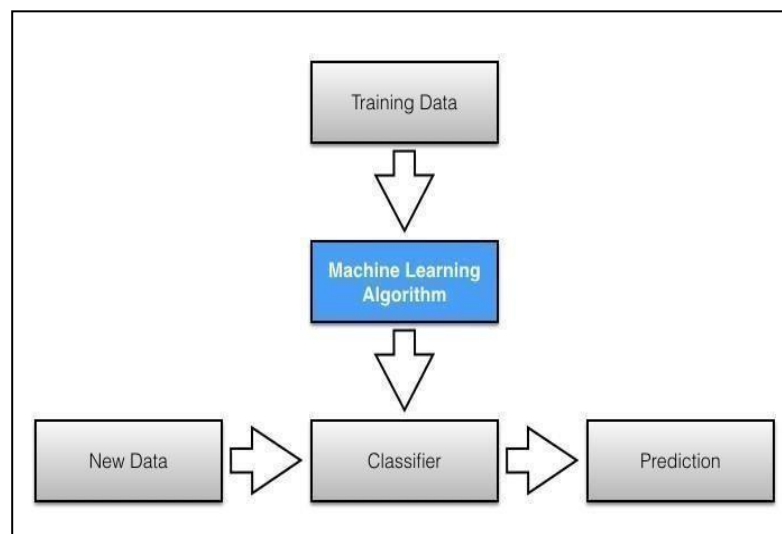 Training Data
Machine Learning
Algorithm
New Data
Classifier
Prediction